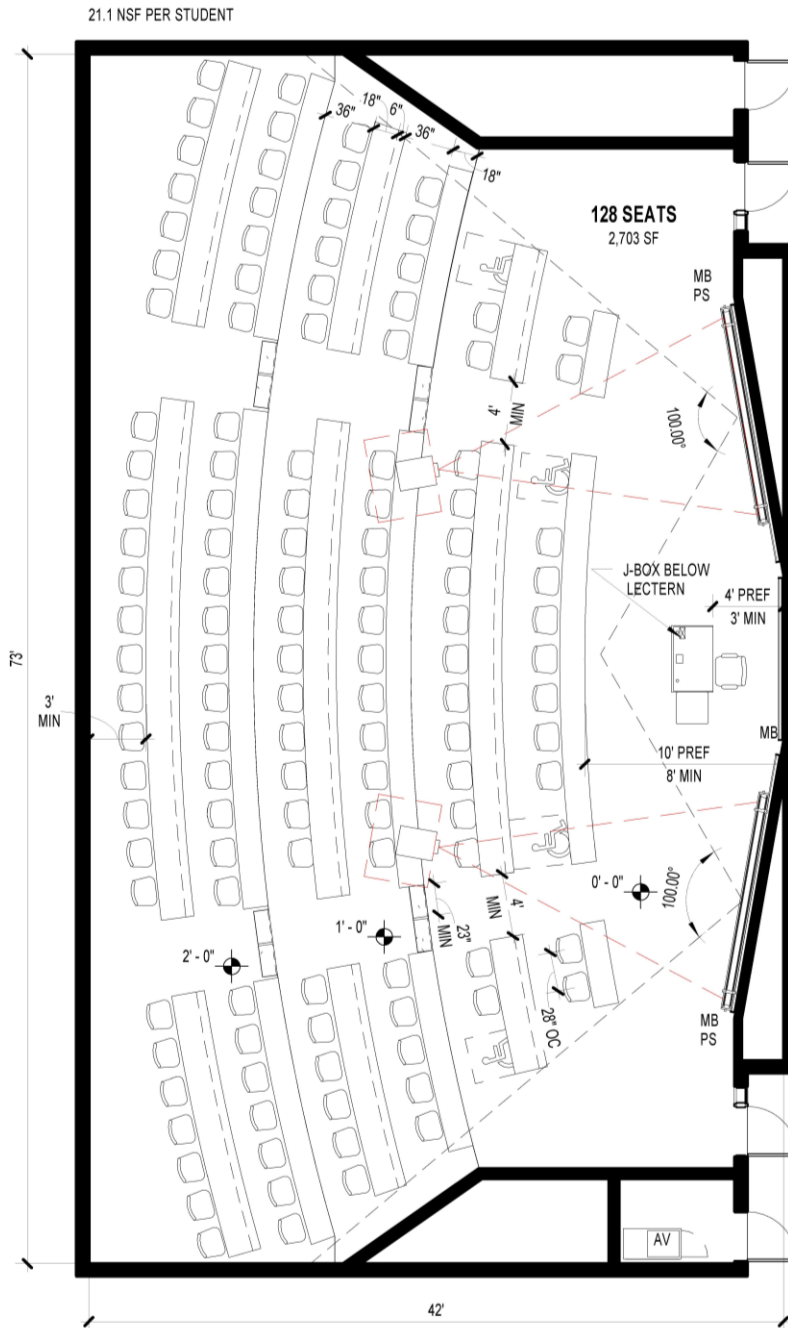 21.1 NSF PER STUDENT
36"
18"
6"
36"
18"
128 SEATS
2,703 SF
MB
PS
4'
MIN
100.00°
J-BOX BELOW
LECTERN
4' PREF
3' MIN
73'
3'
MIN
MB
10' PREF
8' MIN
0' - 0"
100.00°
4'
MIN
23"
MIN
1' - 0"
2' - 0"
28" OC
MB
PS
AV
42'